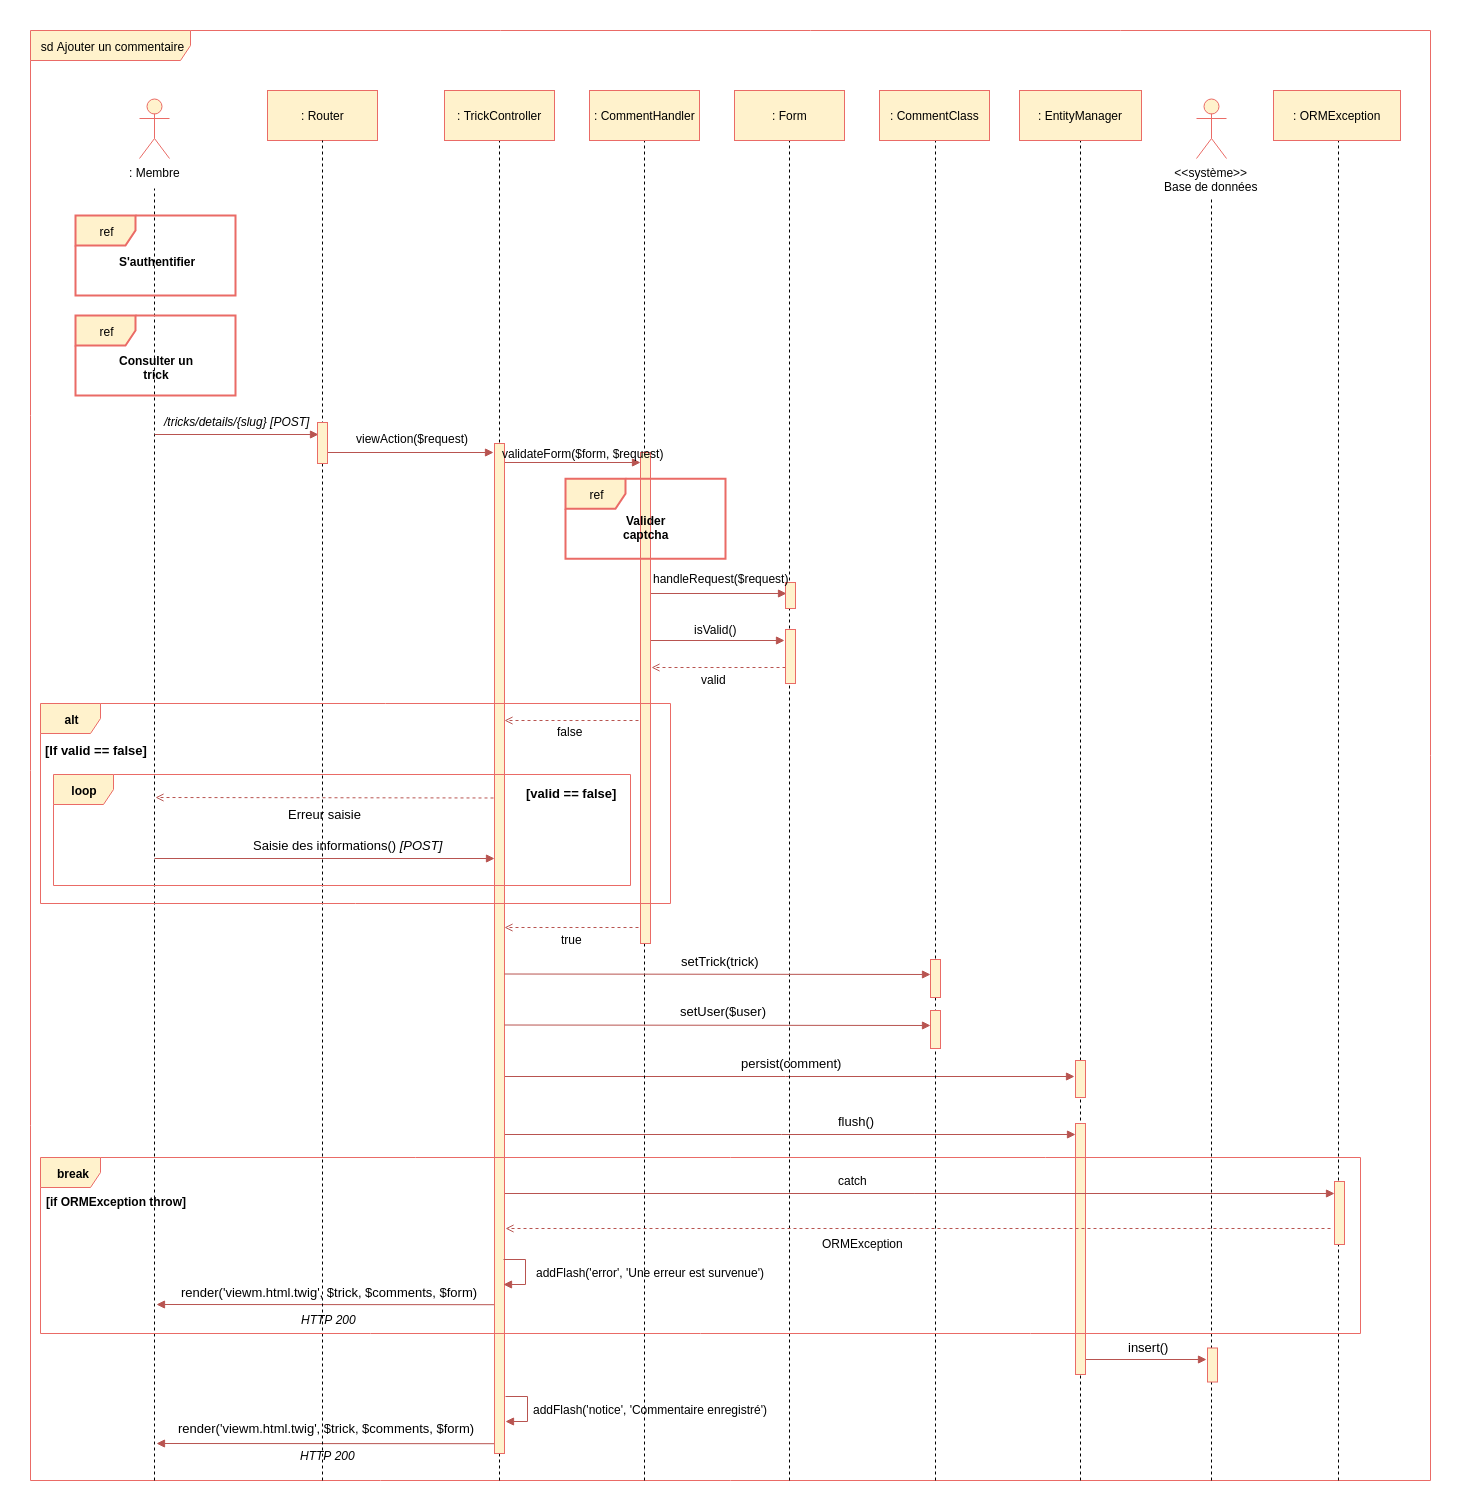 sd Ajouter un commentaire
: Membre
: Router
: TrickController
: CommentHandler
: Form
: CommentClass
: EntityManager
<<système>>
Base de données
: ORMException
ref
S'authentifier
ref
Consulter un
trick
/tricks/details/{slug} [POST]
viewAction($request)
validateForm($form, $request)
ref
Valider
captcha
handleRequest($request)
isValid()
valid
alt
false
[If valid == false]
loop
[valid == false]
Erreur saisie
Saisie des informations() [POST]
true
setTrick(trick)
setUser($user)
persist(comment)
flush()
break
[if ORMException throw]
catch
ORMException
addFlash('error', 'Une erreur est survenue')
render('viewm.html.twig', $trick, $comments, $form)
HTTP 200
insert()
addFlash('notice', 'Commentaire enregistré')
render('viewm.html.twig', $trick, $comments, $form)
HTTP 200